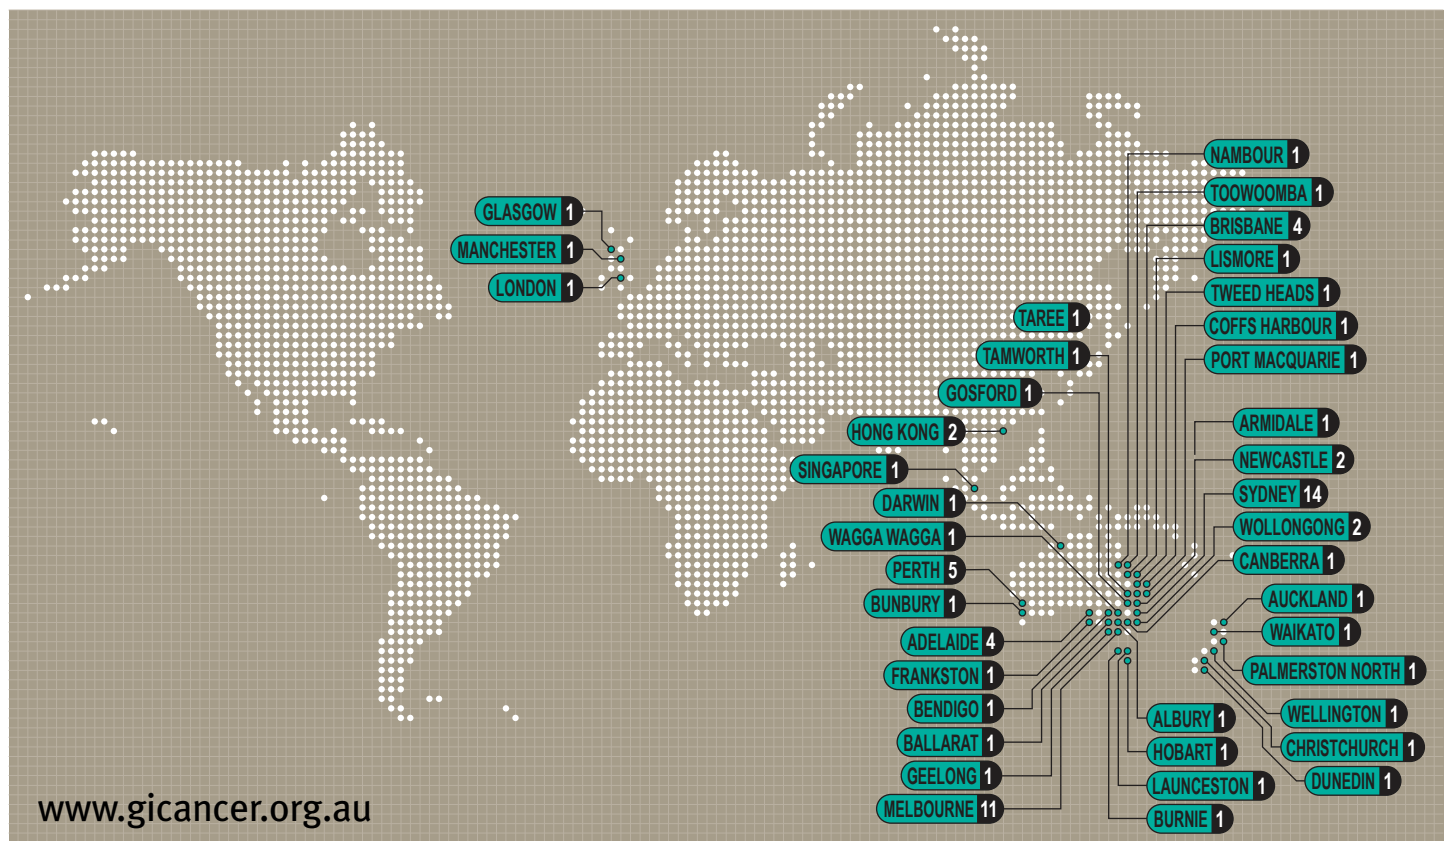 GLASGOW 1
MANCHESTER 1
LONDON 1
NAMBOUR 1
TOOWOOMBA 1
BRISBANE 4
LISMORE 1
TWEED HEADS 1
COFFS HARBOUR 1
PORT MACQUARIE 1
TAREE 1
TAMWORTH 1
GOSFORD 1
HONG KONG 2
SINGAPORE 1
DARWIN 1
WAGGA WAGGA 1
PERTH 5
BUNBURY 1
ADELAIDE 4
FRANKSTON 1
BENDIGO 1
BALLARAT 1
GEELONG 1
MELBOURNE 11
ARMIDALE 1
NEWCASTLE 2
SYDNEY 14
WOLLONGONG 2
CANBERRA 1
AUCKLAND 1
WAIKATO 1
PALMERSTON NORTH 1
WELLINGTON 1
CHRISTCHURCH 1
DUNEDIN 1
ALBURY 1
HOBART 1
LAUNCESTON 1
BURNIE 1
www.gicancer.org.au